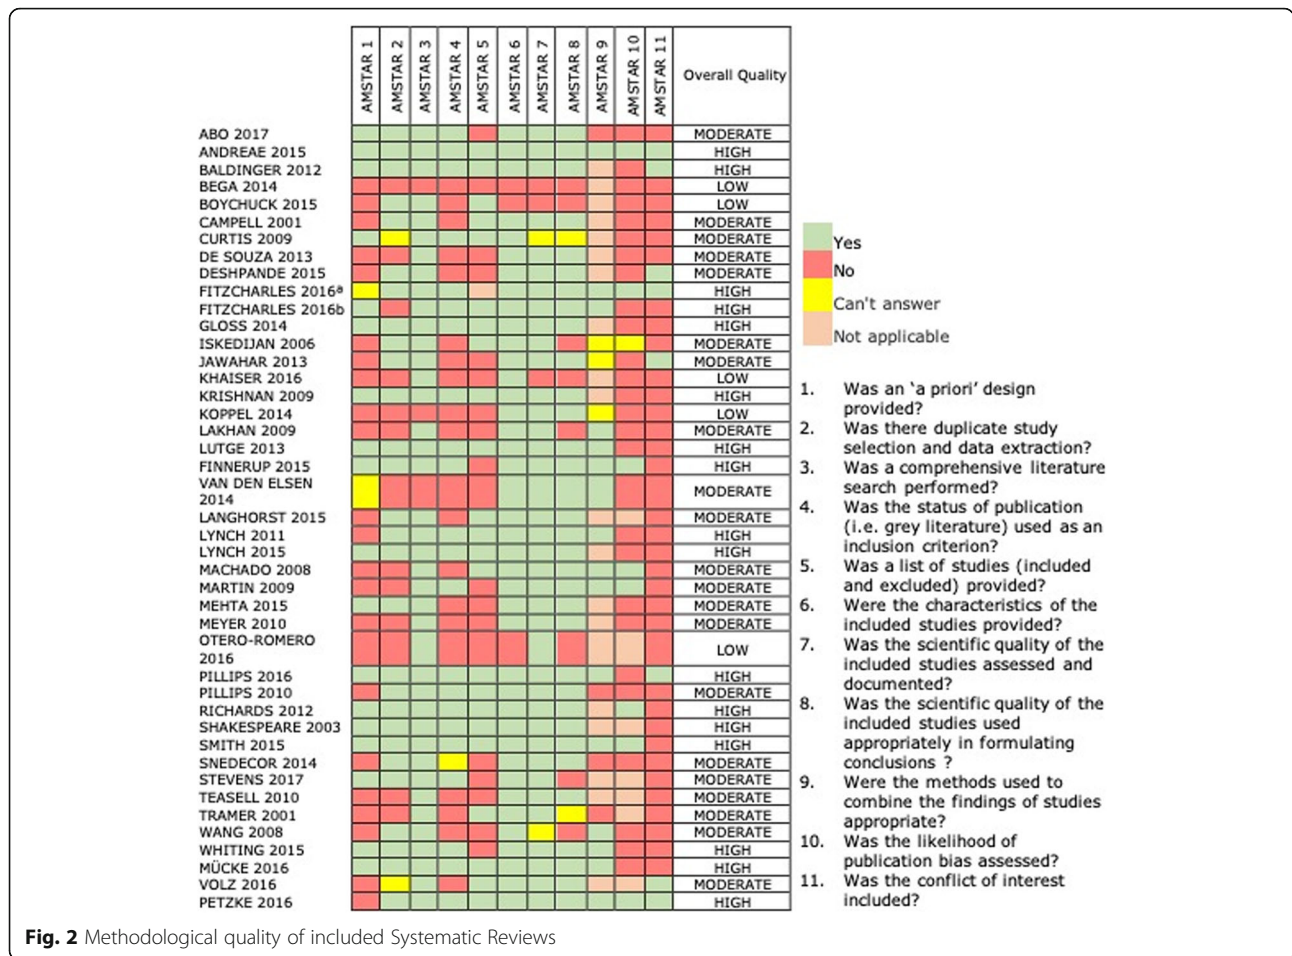 AMSTAR 1
AMSTAR 2
AMSTAR 3
AMSTAR 4
AMSTAR 5
AMSTAR 6
AMSTAR 7
AMSTAR 8
AMSTAR 9
AMSTAR 10
AMSTAR 11
Overall Quality
ABO 2017 MODERATE
ANDREAE 2015 HIGH
BALDINGER 2012 HIGH
BEGA 2014 LOW
BOYCHUCK 2015 LOW
CAMPELL 2001 MODERATE
CURTIS 2009 MODERATE
DE SOUZA 2013 MODERATE
DESHPANDE 2015 MODERATE
FITZCHARLES 2016ª HIGH
FITZCHARLES 2016b HIGH
GLOSS 2014 HIGH
ISKEDIJAN 2006 MODERATE
JAWAHAR 2013 MODERATE
KHAISER 2016 LOW
KRISHNAN 2009 HIGH
KOPPEL 2014 LOW
LAKHAN 2009 MODERATE
LUTGE 2013 HIGH
FINNERUP 2015 HIGH
VAN DEN ELSEN
2014 MODERATE
LANGHORST 2015 MODERATE
LYNCH 2011 HIGH
LYNCH 2015 HIGH
MACHADO 2008 MODERATE
MARTIN 2009 MODERATE
MEHTA 2015 MODERATE
MEYER 2010 MODERATE
OTERO-ROMERO
2016 LOW
PILLIPS 2016 HIGH
PILLIPS 2010 MODERATE
RICHARDS 2012 HIGH
SHAKESPEARE 2003 HIGH
SMITH 2015 HIGH
SNEDECOR 2014 MODERATE
STEVENS 2017 MODERATE
TEASELL 2010 MODERATE
TRAMER 2001 MODERATE
WANG 2008 MODERATE
WHITING 2015 HIGH
MÜCKE 2016 HIGH
VOLZ 2016 MODERATE
PETZKE 2016 HIGH
Yes
No
Can't answer
Not applicable
1. Was an ‘a priori’ design
provided?
2. Was there duplicate study
selection and data extraction?
3. Was a comprehensive literature
search performed?
4. Was the status of publication
(i.e. grey literature) used as an
inclusion criterion?
5. Was a list of studies (included
and excluded) provided?
6. Were the characteristics of the
included studies provided?
7. Was the scientific quality of the
included studies assessed and
documented?
8. Was the scientific quality of the
included studies used
appropriately in formulating
conclusions ?
9. Were the methods used to
combine the findings of studies
appropriate?
10. Was the likelihood of
publication bias assessed?
11. Was the conflict of interest
included?
Fig. 2 Methodological quality of included Systematic Reviews